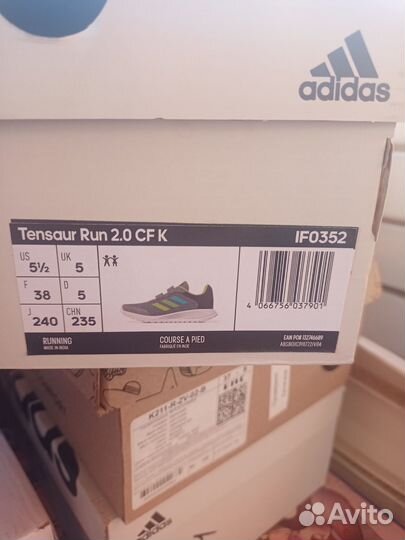 adidas
Tensaur Run 2.0 CF K
IF0352
US
5½
UK
5
F
38
D
5
J
240
CHN
235
4 066756 037901
RUNNING
MADE IN INDIA
COURSE A PIED
FABRIQUÉ EN INDE
EAN
adidas
Avito